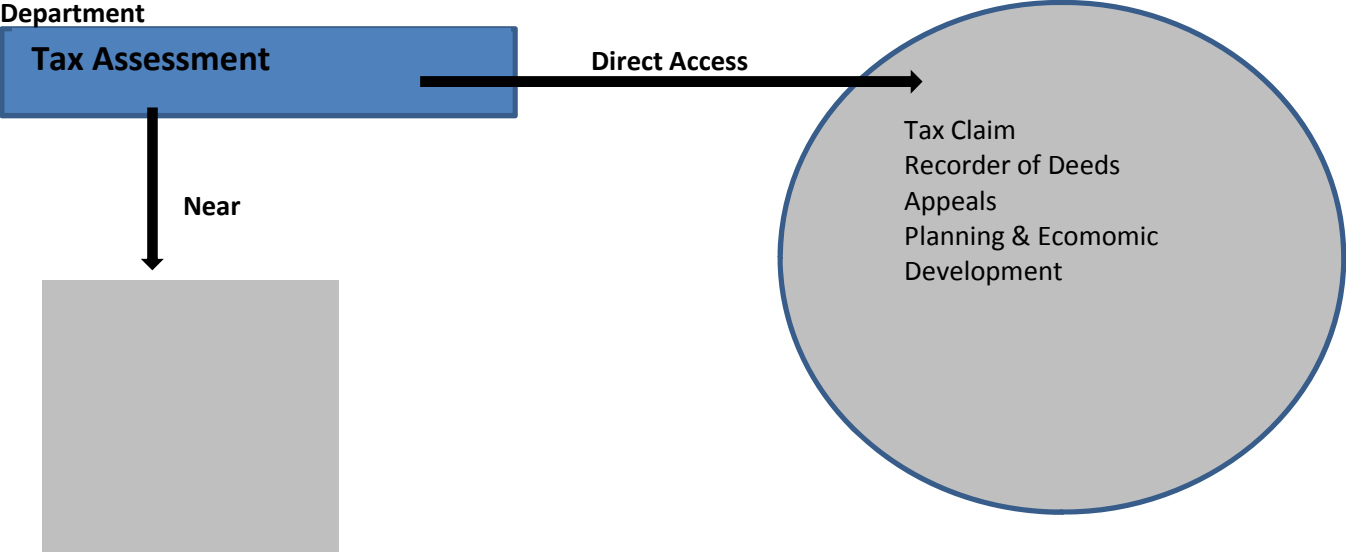 Department
Tax Assessment
Direct Access
Tax Claim
Recorder of Deeds
Appeals
Planning & Ecomomic
Development
Near